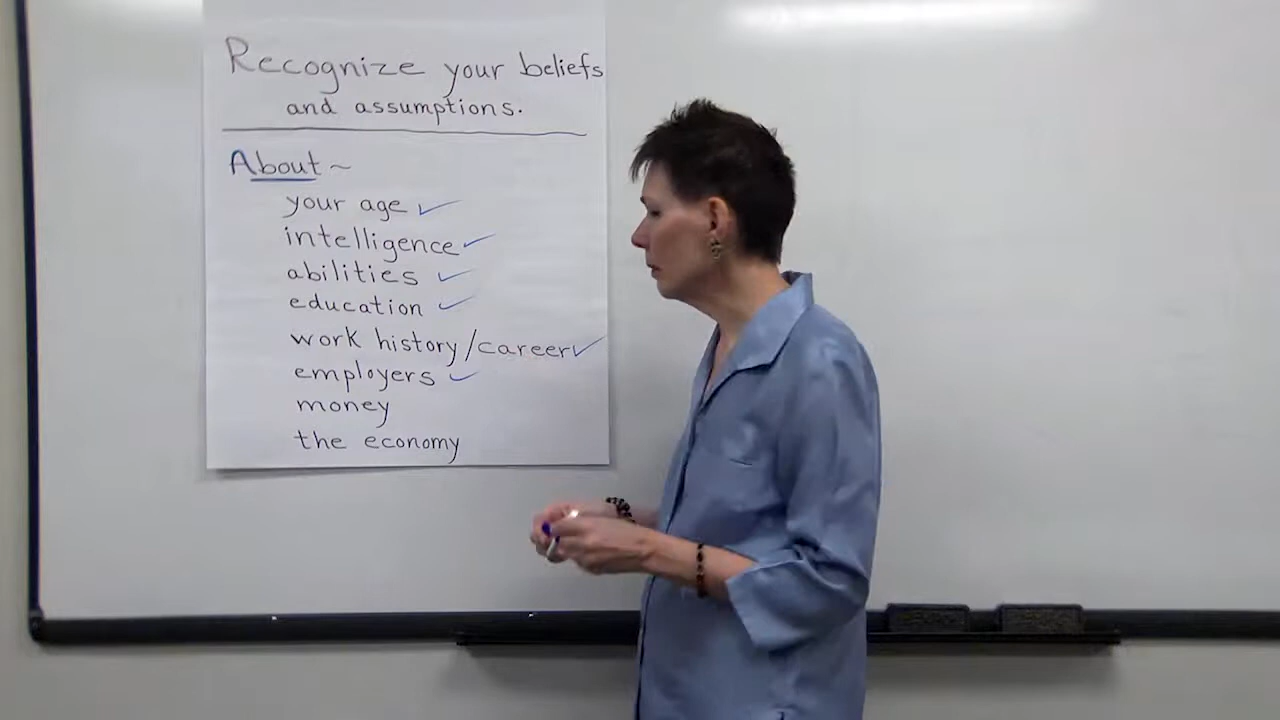 Recognize your beliefs
and assumptions.
About ~
your age ✓
intelligence ✓
abilities ✓
education ✓
work history/career ✓
employers ✓
money
the economy